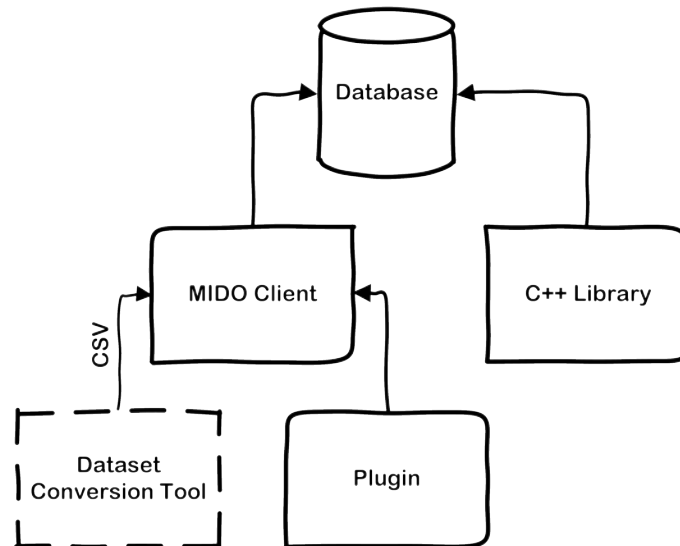 Database
MIDO Client
C++ Library
CSV
Dataset
Conversion Tool
Plugin